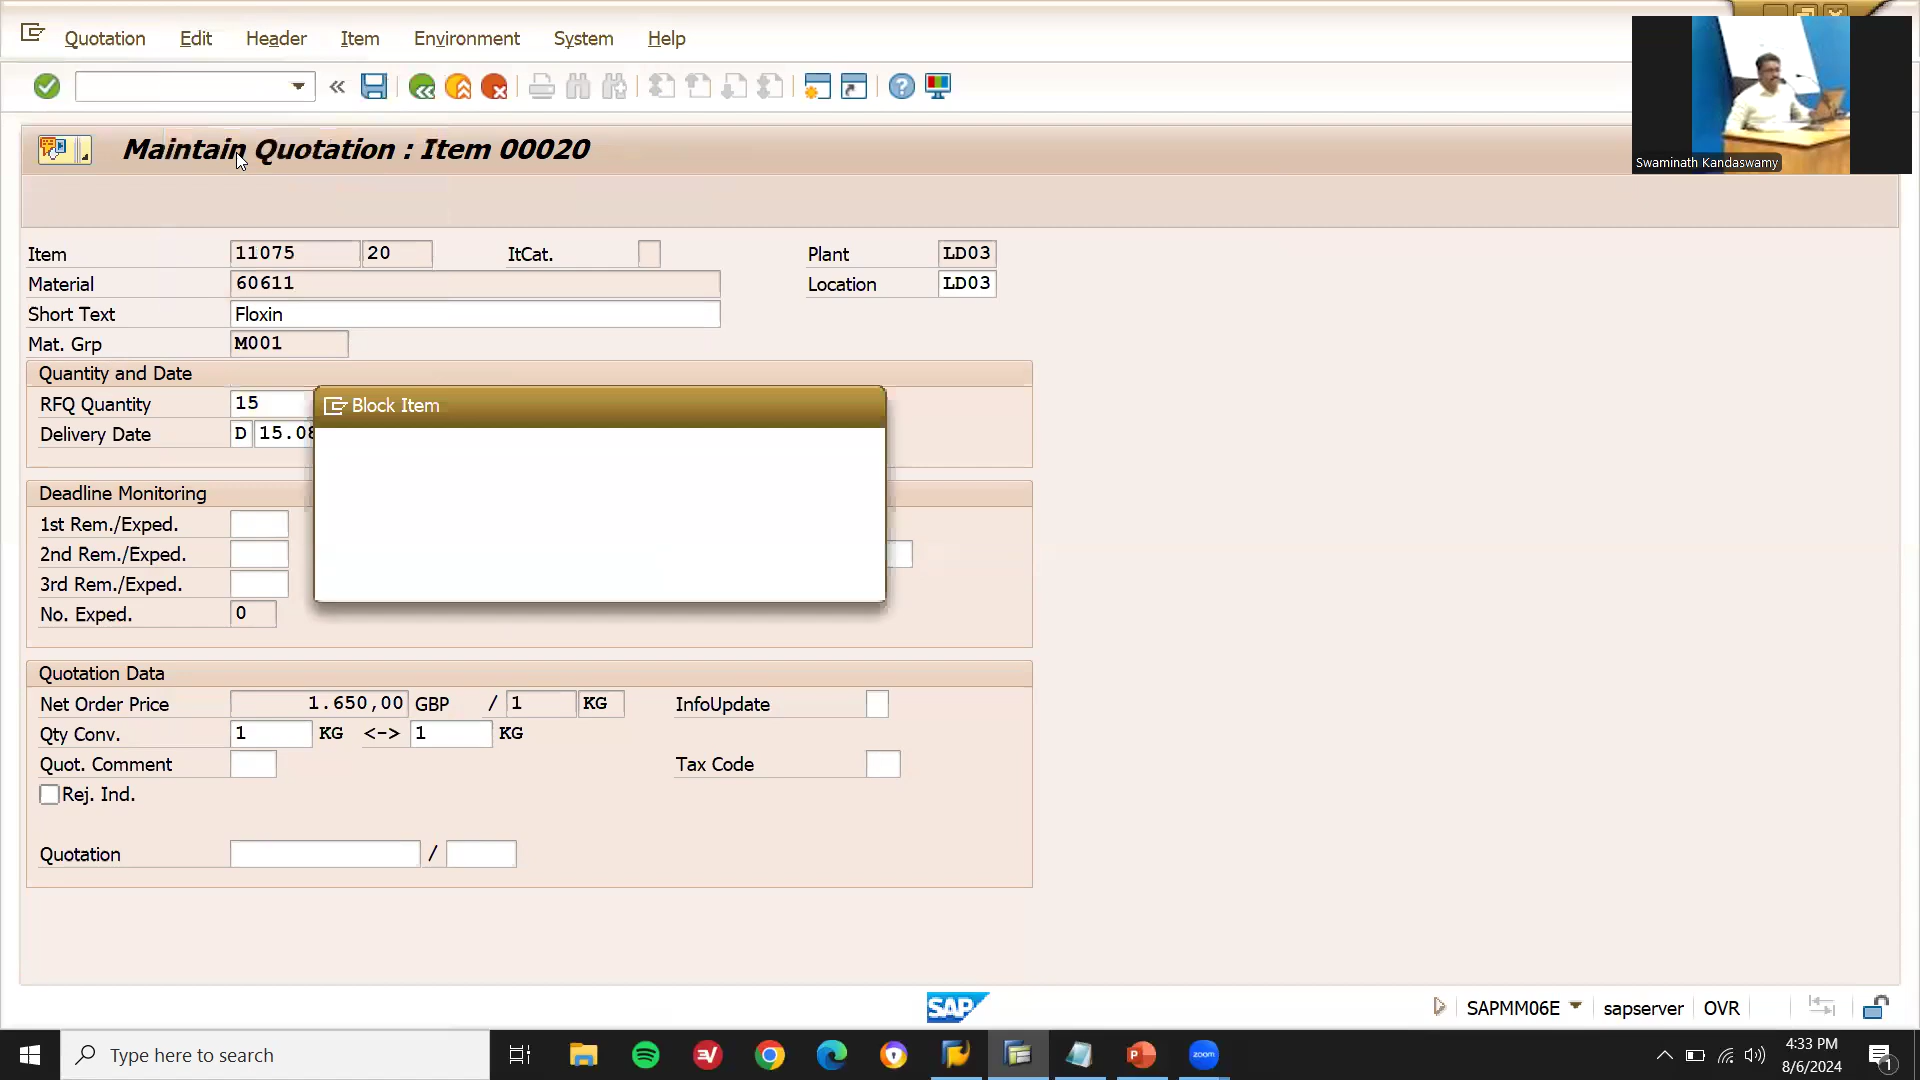 Quotation Edit Header Item Environment System Help
Swaminath Kandaswamy
Maintain Quotation : Item 00020
Item 11075 20 ItCat. Plant LD03
Material 60611 Location LD03
Short Text Floxin
Mat. Grp M001
Quantity and Date
RFQ Quantity 15
Block Item
Delivery Date D 15.08
Deadline Monitoring
1st Rem./Exped.
2nd Rem./Exped.
3rd Rem./Exped.
No. Exped. 0
Quotation Data
Net Order Price 1.650,00 GBP / 1 KG InfoUpdate
Qty Conv. 1 KG <-> 1 KG
Quot. Comment Tax Code
Rej. Ind.
Quotation /
SAP SAPMM06E sapserver OVR
Type here to search
zoom
4:33 PM
8/6/2024
1